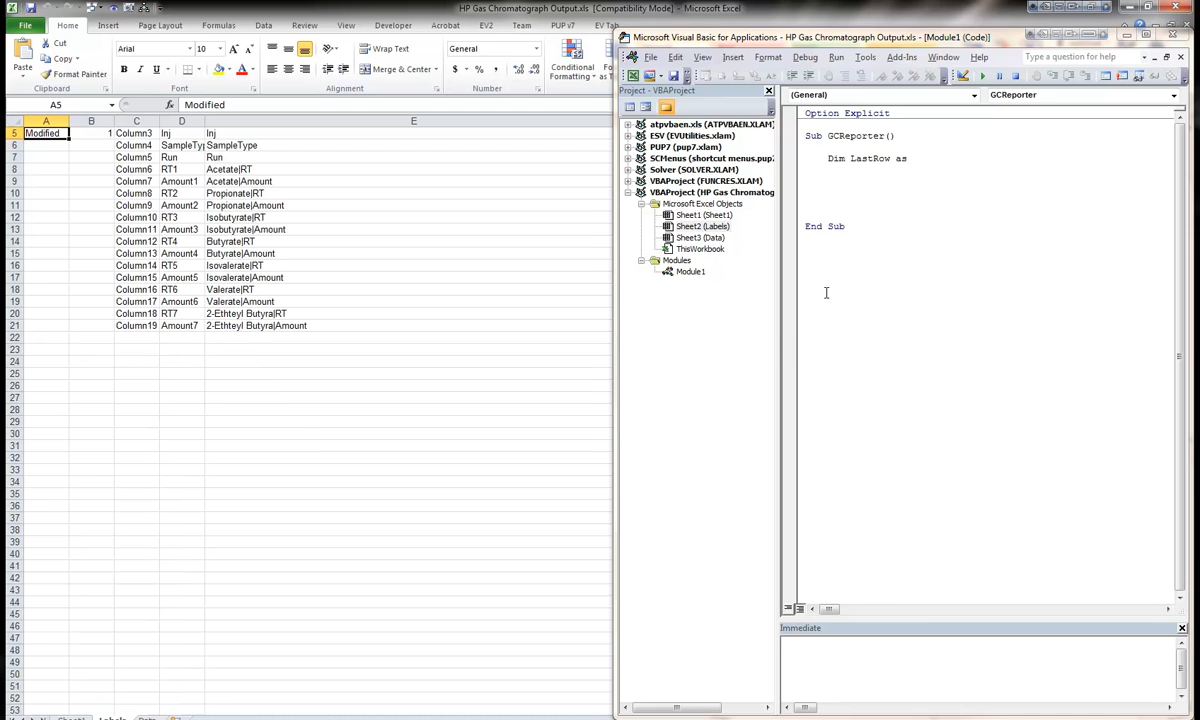 HP Gas Chromatograph Output.xls [Compatibility Mode] - Microsoft Excel
File Home Insert Page Layout Formulas Data Review View Developer Acrobat EV2 Team PUP v7 EV Tab
Paste
Cut
Copy
Format Painter
Clipboard
Arial 10
B I U
Font
Wrap Text
Merge & Center
Alignment
General
$ % ,
Number
Conditional
Formatting
A5 fx Modified
A B C D E
5 Modified 1 Column3 Inj Inj
6 Column4 SampleTyp SampleType
7 Column5 Run Run
8 Column6 RT1 Acetate|RT
9 Column7 Amount1 Acetate|Amount
10 Column8 RT2 Propionate|RT
11 Column9 Amount2 Propionate|Amount
12 Column10 RT3 Isobutyrate|RT
13 Column11 Amount3 Isobutyrate|Amount
14 Column12 RT4 Butyrate|RT
15 Column13 Amount4 Butyrate|Amount
16 Column14 RT5 Isovalerate|RT
17 Column15 Amount5 Isovalerate|Amount
18 Column16 RT6 Valerate|RT
19 Column17 Amount6 Valerate|Amount
20 Column18 RT7 2-Ethteyl Butyra|RT
21 Column19 Amount7 2-Ethteyl Butyra|Amount
22
23
24
25
26
27
28
29
30
31
32
33
34
35
36
37
38
39
40
41
42
43
44
45
46
47
48
49
50
51
52
53
Microsoft Visual Basic for Applications - HP Gas Chromatograph Output.xls - [Module1 (Code)]
File Edit View Insert Format Debug Run Tools Add-Ins Window Help Type a question for help
Project - VBAProject
atpvbaen.xls (ATPVBAEN.XLAM)
ESV (EVUtilities.xlam)
PUP7 (pup7.xlam)
SCMenus (shortcut menus.pup7
Solver (SOLVER.XLAM)
VBAProject (FUNCRES.XLAM)
VBAProject (HP Gas Chromatog
Microsoft Excel Objects
Sheet1 (Sheet1)
Sheet2 (Labels)
Sheet3 (Data)
ThisWorkbook
Modules
Module1
(General) GCReporter
Option Explicit
Sub GCReporter()
Dim LastRow as
End Sub
Immediate